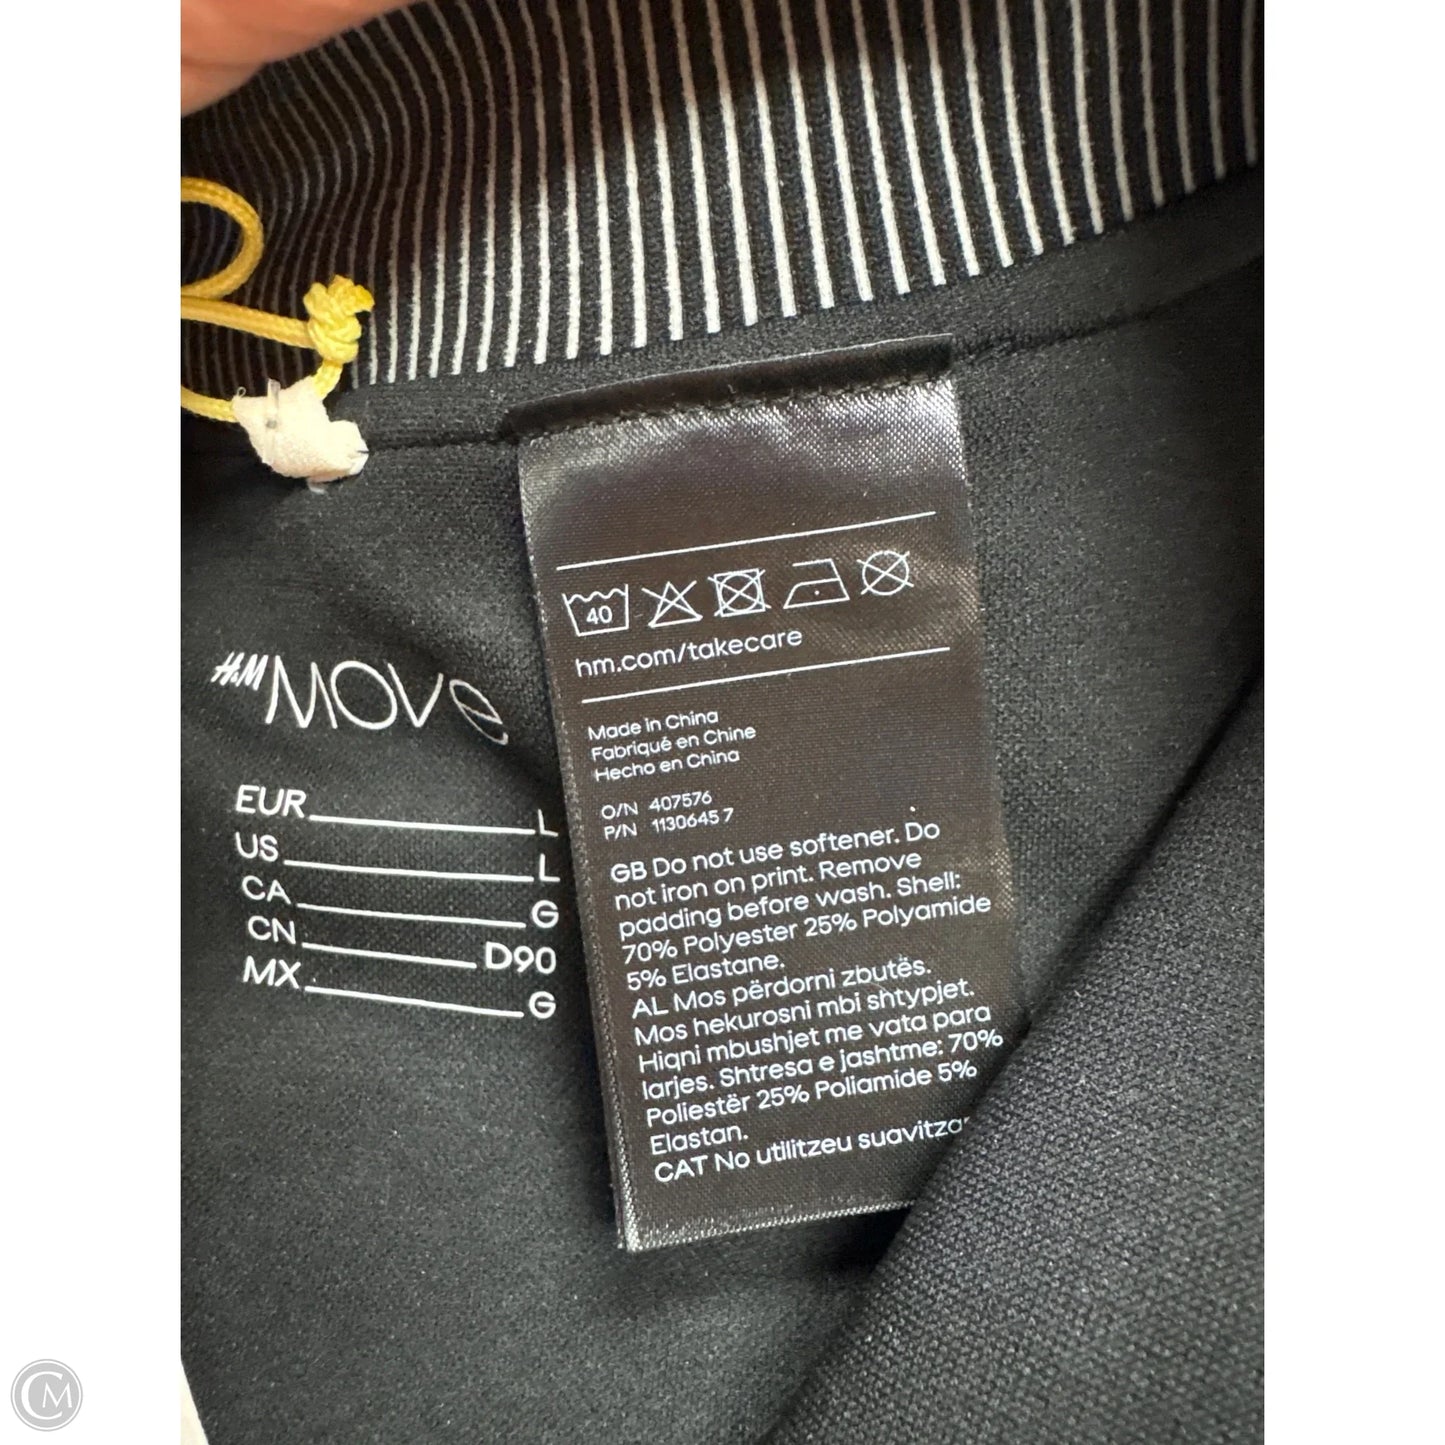 H&M MOVE
EUR L
US L
CA G
CN D90
MX G
40
hm.com/takecare
Made in China
Fabriqué en Chine
Hecho en China
O/N 407576
P/N 1130645 7
GB Do not use softener. Do
not iron on print. Remove
padding before wash. Shell:
70% Polyester 25% Polyamide
5% Elastane.
AL Mos përdorni zbutës.
Mos hekurosni mbi shtypjet.
Hiqni mbushjet me vata para
larjes. Shtresa e jashtme: 70%
Poliestër 25% Poliamide 5%
Elastan.
CAT No utilitzeu
CM